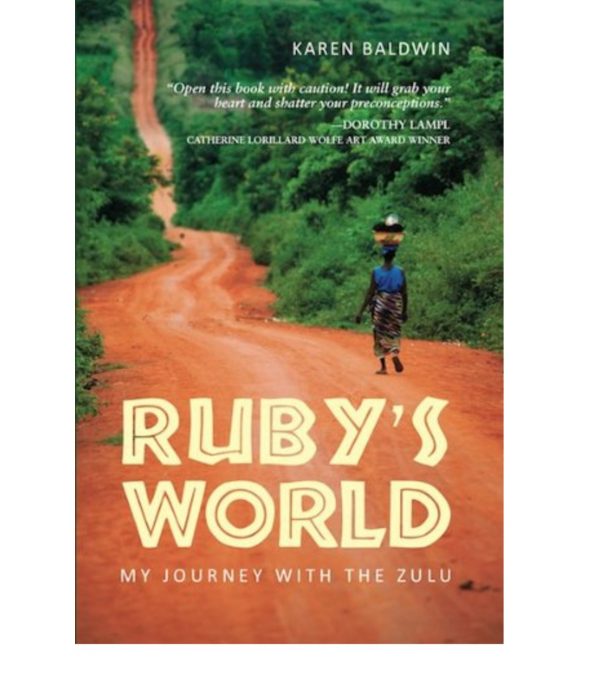 KAREN BALDWIN
“Open this book with caution! It will grab your
heart and shatter your preconceptions.”
—DOROTHY LAMPL
CATHERINE LORILLARD WOLFE ART AWARD WINNER
RUBY'S
WORLD
MY JOURNEY WITH THE ZULU